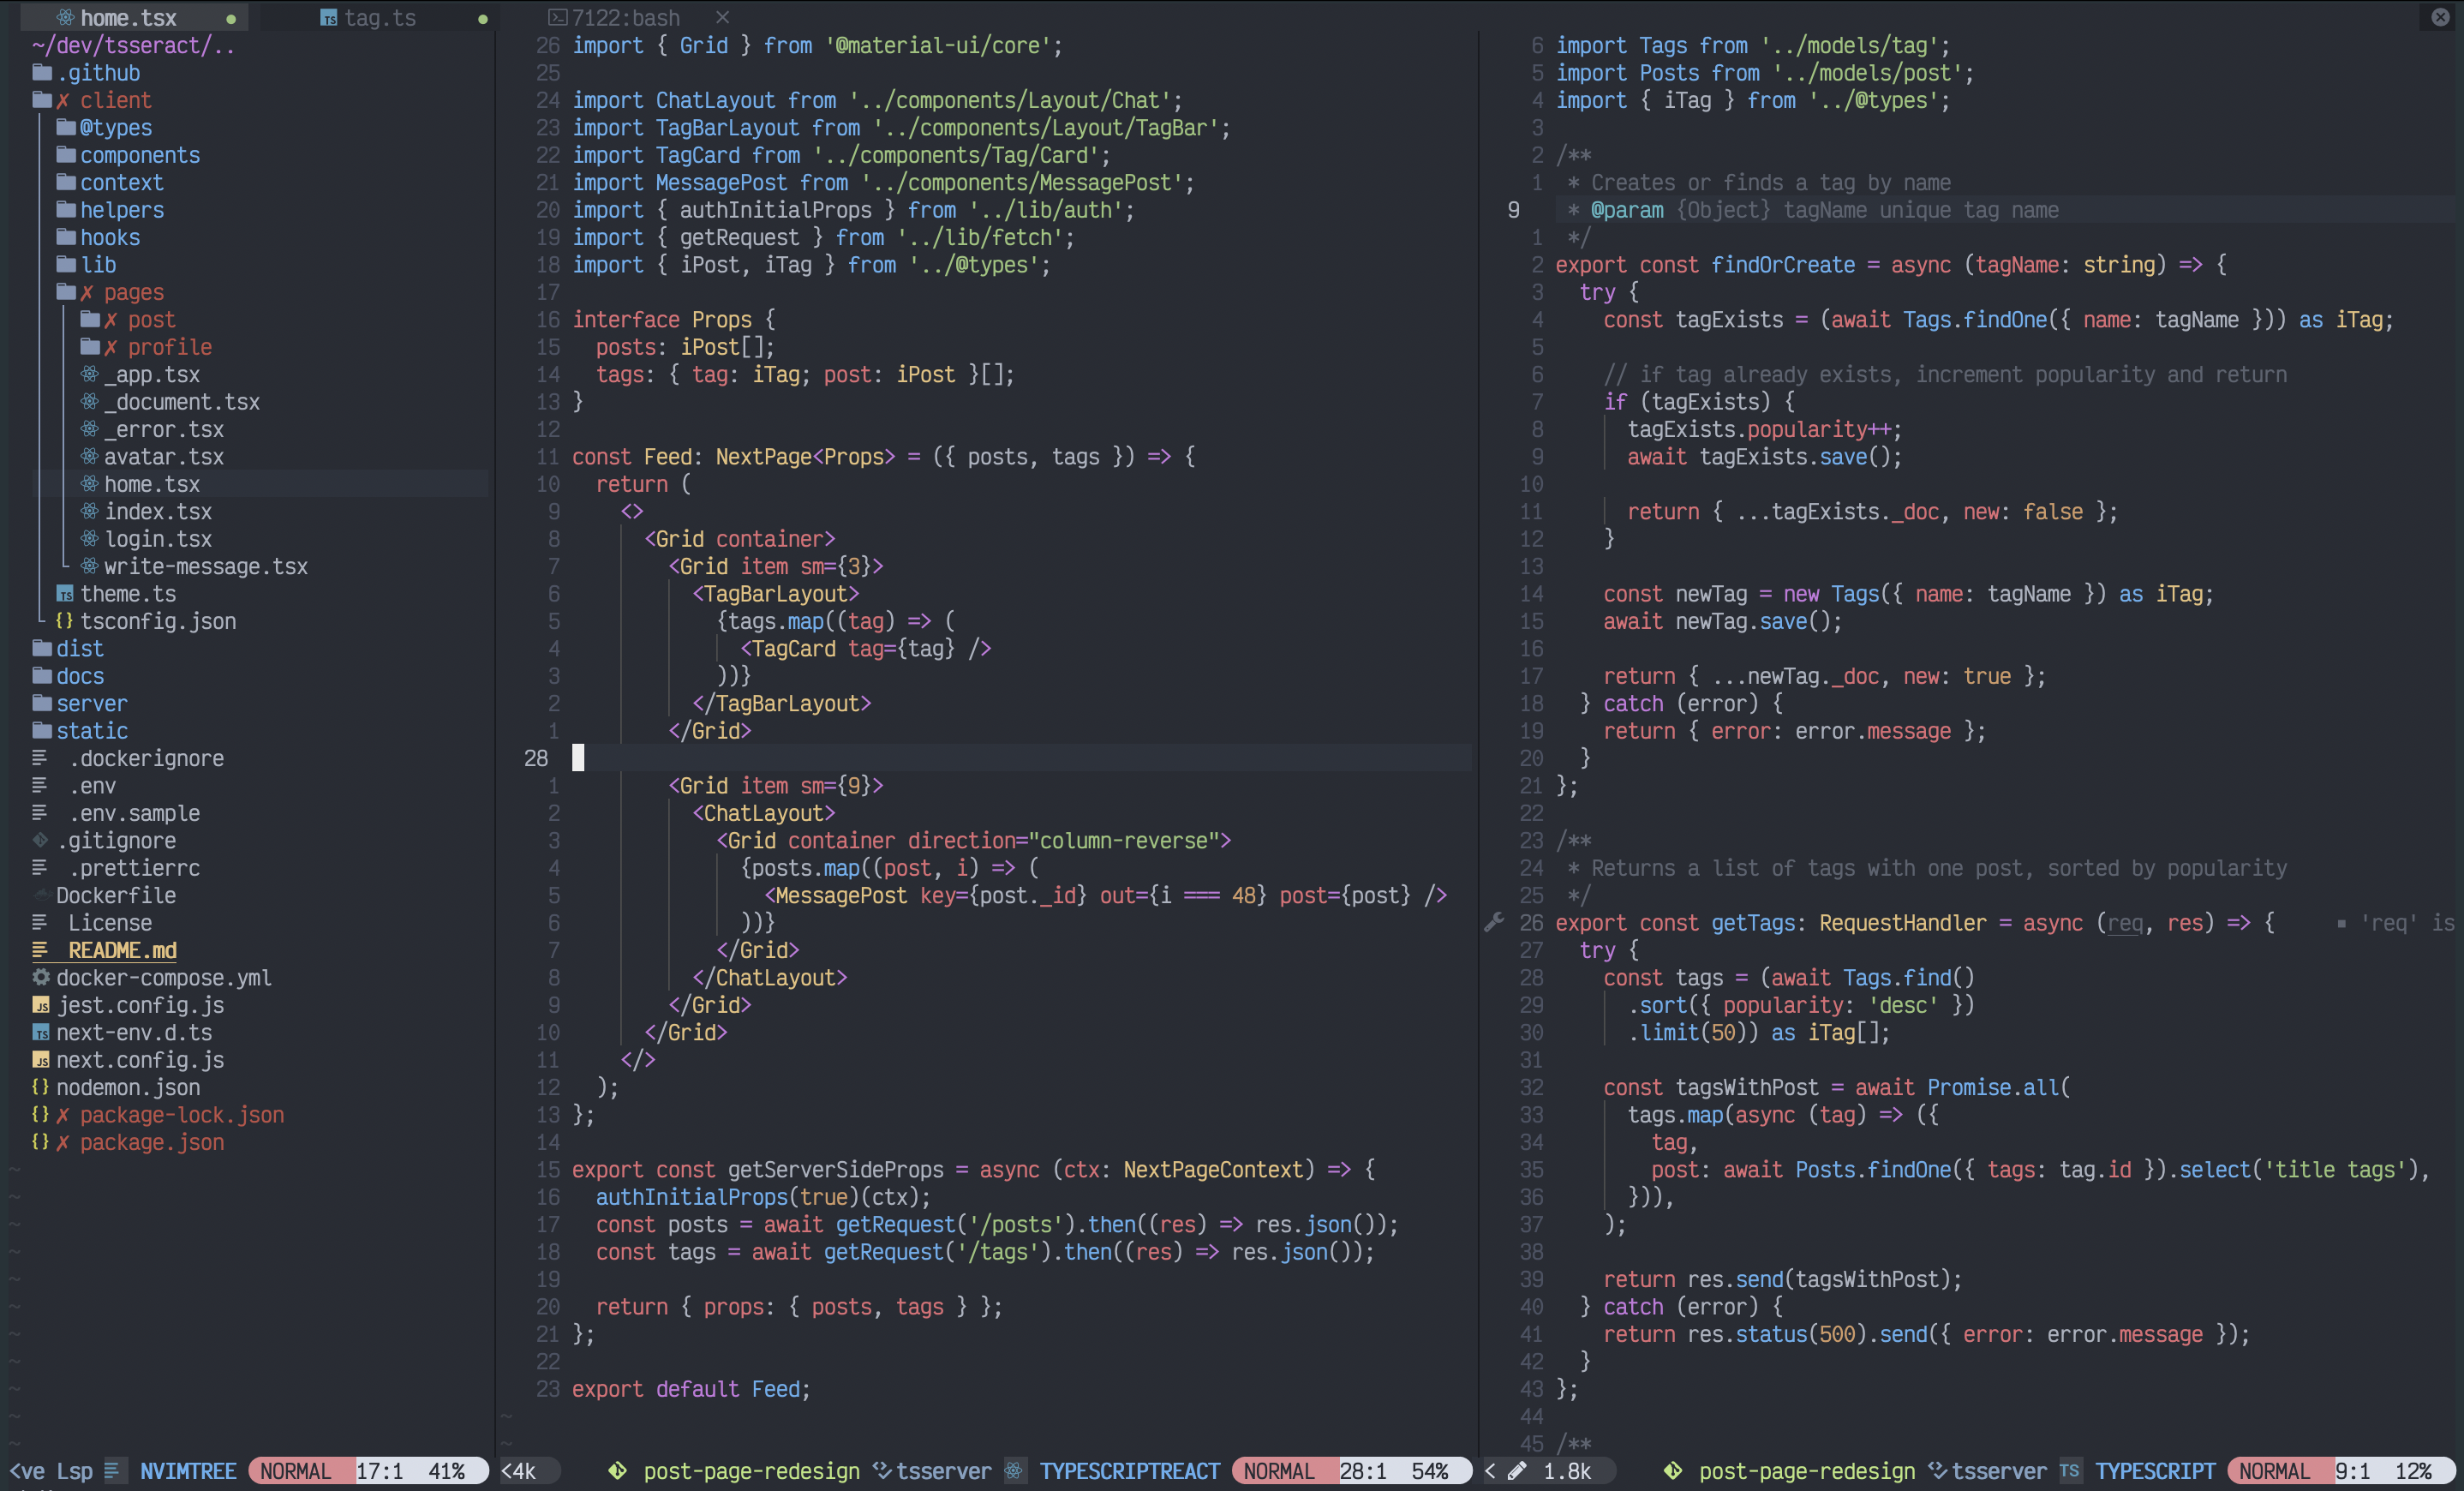 home.tsx
tag.ts
7122:bash
~/dev/tsseract/..
.github
✗ client
@types
components
context
helpers
hooks
lib
✗ pages
✗ post
✗ profile
_app.tsx
_document.tsx
_error.tsx
avatar.tsx
home.tsx
index.tsx
login.tsx
write-message.tsx
TS theme.ts
{} tsconfig.json
dist
docs
server
static
.dockerignore
.env
.env.sample
.gitignore
.prettierrc
Dockerfile
License
README.md
docker-compose.yml
JS jest.config.js
TS next-env.d.ts
JS next.config.js
{} nodemon.json
{} ✗ package-lock.json
{} ✗ package.json
26 import { Grid } from '@material-ui/core';
25
24 import ChatLayout from '../components/Layout/Chat';
23 import TagBarLayout from '../components/Layout/TagBar';
22 import TagCard from '../components/Tag/Card';
21 import MessagePost from '../components/MessagePost';
20 import { authInitialProps } from '../lib/auth';
19 import { getRequest } from '../lib/fetch';
18 import { iPost, iTag } from '../@types';
17
16 interface Props {
15   posts: iPost[];
14   tags: { tag: iTag; post: iPost }[];
13 }
12
11 const Feed: NextPage<Props> = ({ posts, tags }) => {
10   return (
9     <>
8       <Grid container>
7         <Grid item sm={3}>
6           <TagBarLayout>
5             {tags.map((tag) => (
4               <TagCard tag={tag} />
3             ))}
2           </TagBarLayout>
1         </Grid>
28
1         <Grid item sm={9}>
2           <ChatLayout>
3             <Grid container direction="column-reverse">
4               {posts.map((post, i) => (
5                 <MessagePost key={post._id} out={i === 48} post={post} />
6               ))}
7             </Grid>
8           </ChatLayout>
9         </Grid>
10       </Grid>
11     </>
12   );
13 };
14
15 export const getServerSideProps = async (ctx: NextPageContext) => {
16   authInitialProps(true)(ctx);
17   const posts = await getRequest('/posts').then((res) => res.json());
18   const tags = await getRequest('/tags').then((res) => res.json());
19
20   return { props: { posts, tags } };
21 };
22
23 export default Feed;
6 import Tags from '../models/tag';
5 import Posts from '../models/post';
4 import { iTag } from '../@types';
3
2 /**
1  * Creates or finds a tag by name
9  * @param {Object} tagName unique tag name
1  */
2 export const findOrCreate = async (tagName: string) => {
3   try {
4     const tagExists = (await Tags.findOne({ name: tagName })) as iTag;
5
6     // if tag already exists, increment popularity and return
7     if (tagExists) {
8       tagExists.popularity++;
9       await tagExists.save();
10
11       return { ...tagExists._doc, new: false };
12     }
13
14     const newTag = new Tags({ name: tagName }) as iTag;
15     await newTag.save();
16
17     return { ...newTag._doc, new: true };
18   } catch (error) {
19     return { error: error.message };
20   }
21 };
22
23 /**
24  * Returns a list of tags with one post, sorted by popularity
25  */
26 export const getTags: RequestHandler = async (req, res) => {     ▪ 'req' is
27   try {
28     const tags = (await Tags.find()
29       .sort({ popularity: 'desc' })
30       .limit(50)) as iTag[];
31
32     const tagsWithPost = await Promise.all(
33       tags.map(async (tag) => ({
34         tag,
35         post: await Posts.findOne({ tags: tag.id }).select('title tags'),
36       })),
37     );
38
39     return res.send(tagsWithPost);
40   } catch (error) {
41     return res.status(500).send({ error: error.message });
42   }
43 };
44
45 /**
<ve Lsp NVIMTREE NORMAL 17:1 41%
<4k post-page-redesign tsserver TYPESCRIPTREACT NORMAL 28:1 54%
< 1.8k post-page-redesign tsserver TS TYPESCRIPT NORMAL 9:1 12%